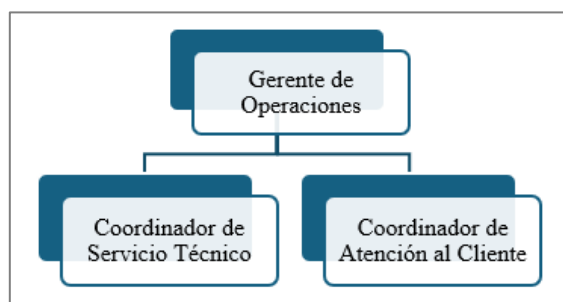 Gerente de
Operaciones
Coordinador de
Servicio Técnico
Coordinador de
Atención al Cliente